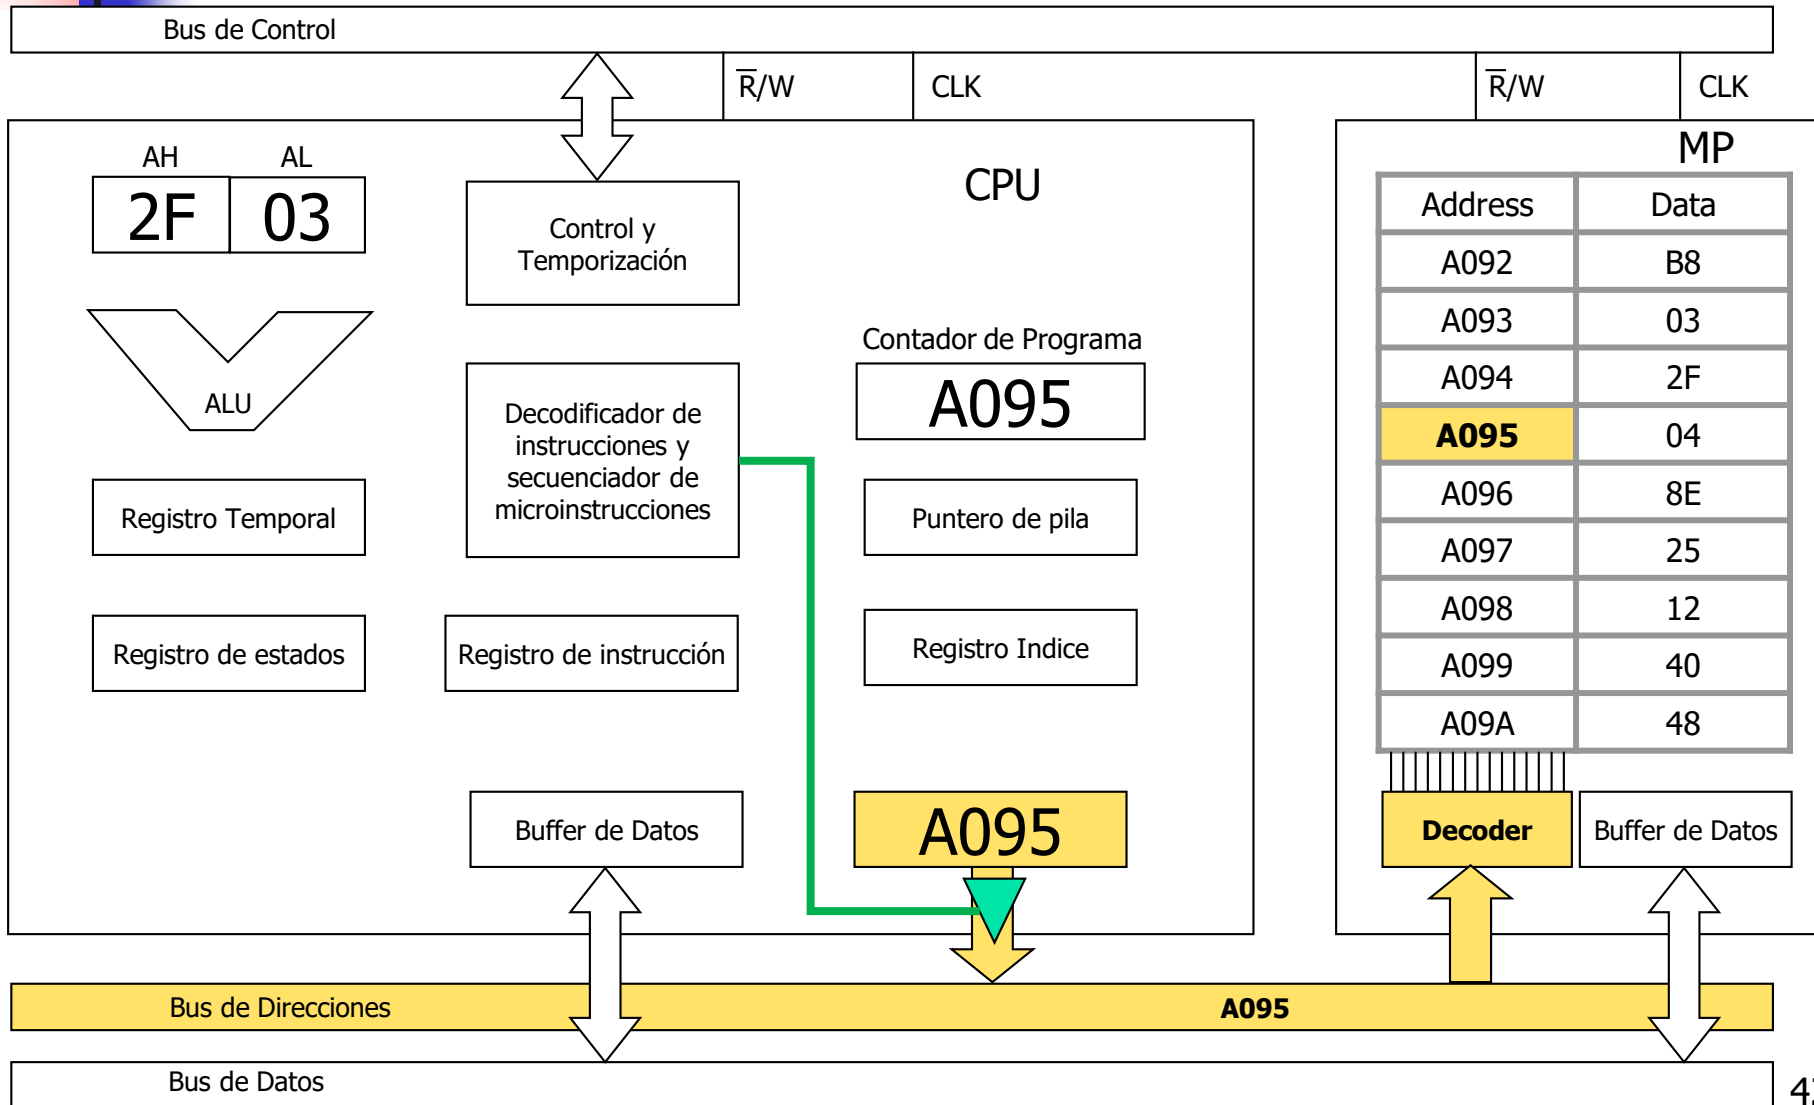 Bus de Control
R̅/W
CLK
R̅/W
CLK
AH
AL
2F
03
Control y
Temporización
CPU
MP
Address Data
A092 B8
A093 03
A094 2F
A095 04
A096 8E
A097 25
A098 12
A099 40
A09A 48
Contador de Programa
A095
ALU
Decodificador de
instrucciones y
secuenciador de
microinstrucciones
Registro Temporal
Puntero de pila
Registro de estados
Registro de instrucción
Registro Indice
Buffer de Datos
A095
Decoder
Buffer de Datos
Bus de Direcciones
A095
Bus de Datos